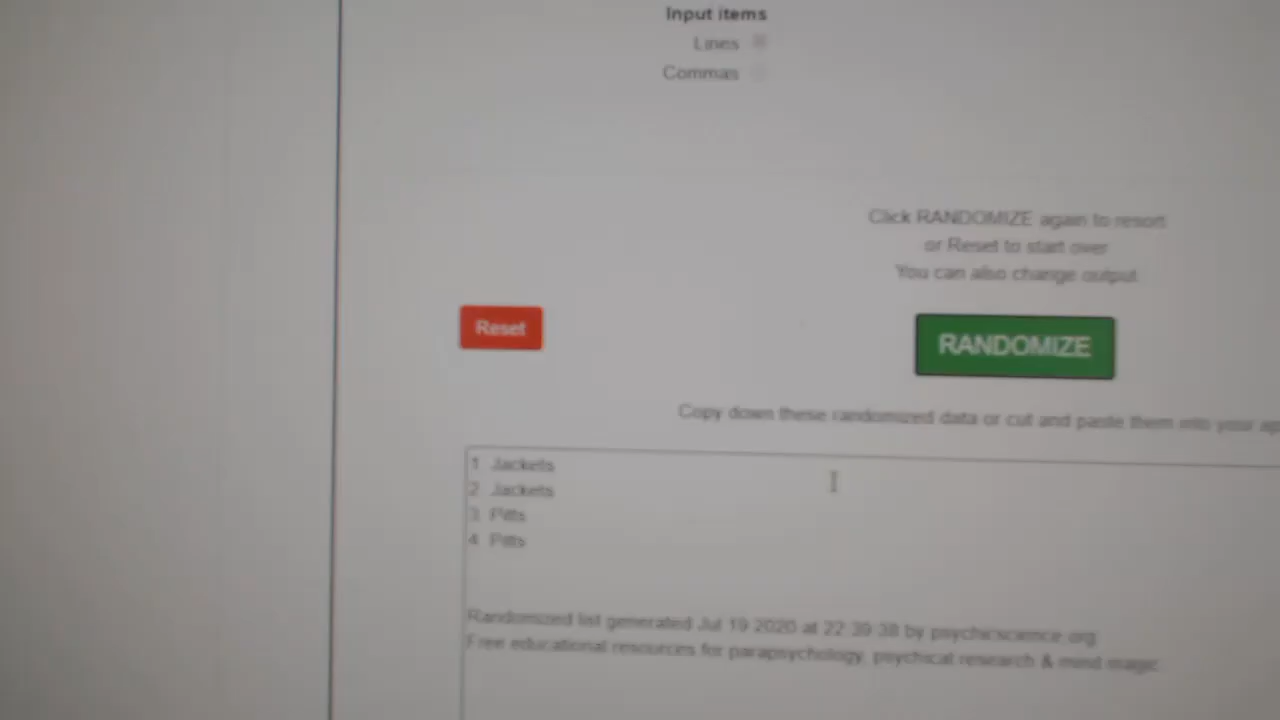 Input items
Lines
Commas
Click RANDOMIZE again to resort
or Reset to start over
You can also change output
Reset
RANDOMIZE
Copy down these randomized data or cut and paste them into your
1 Jackets
2 Jackets
3 Pitts
4 Pitts
Randomized list generated Jul 19 2020 at 22:39:38 by psychicscience.org
Free educational resources for parapsychology, psychical research & mind magic.